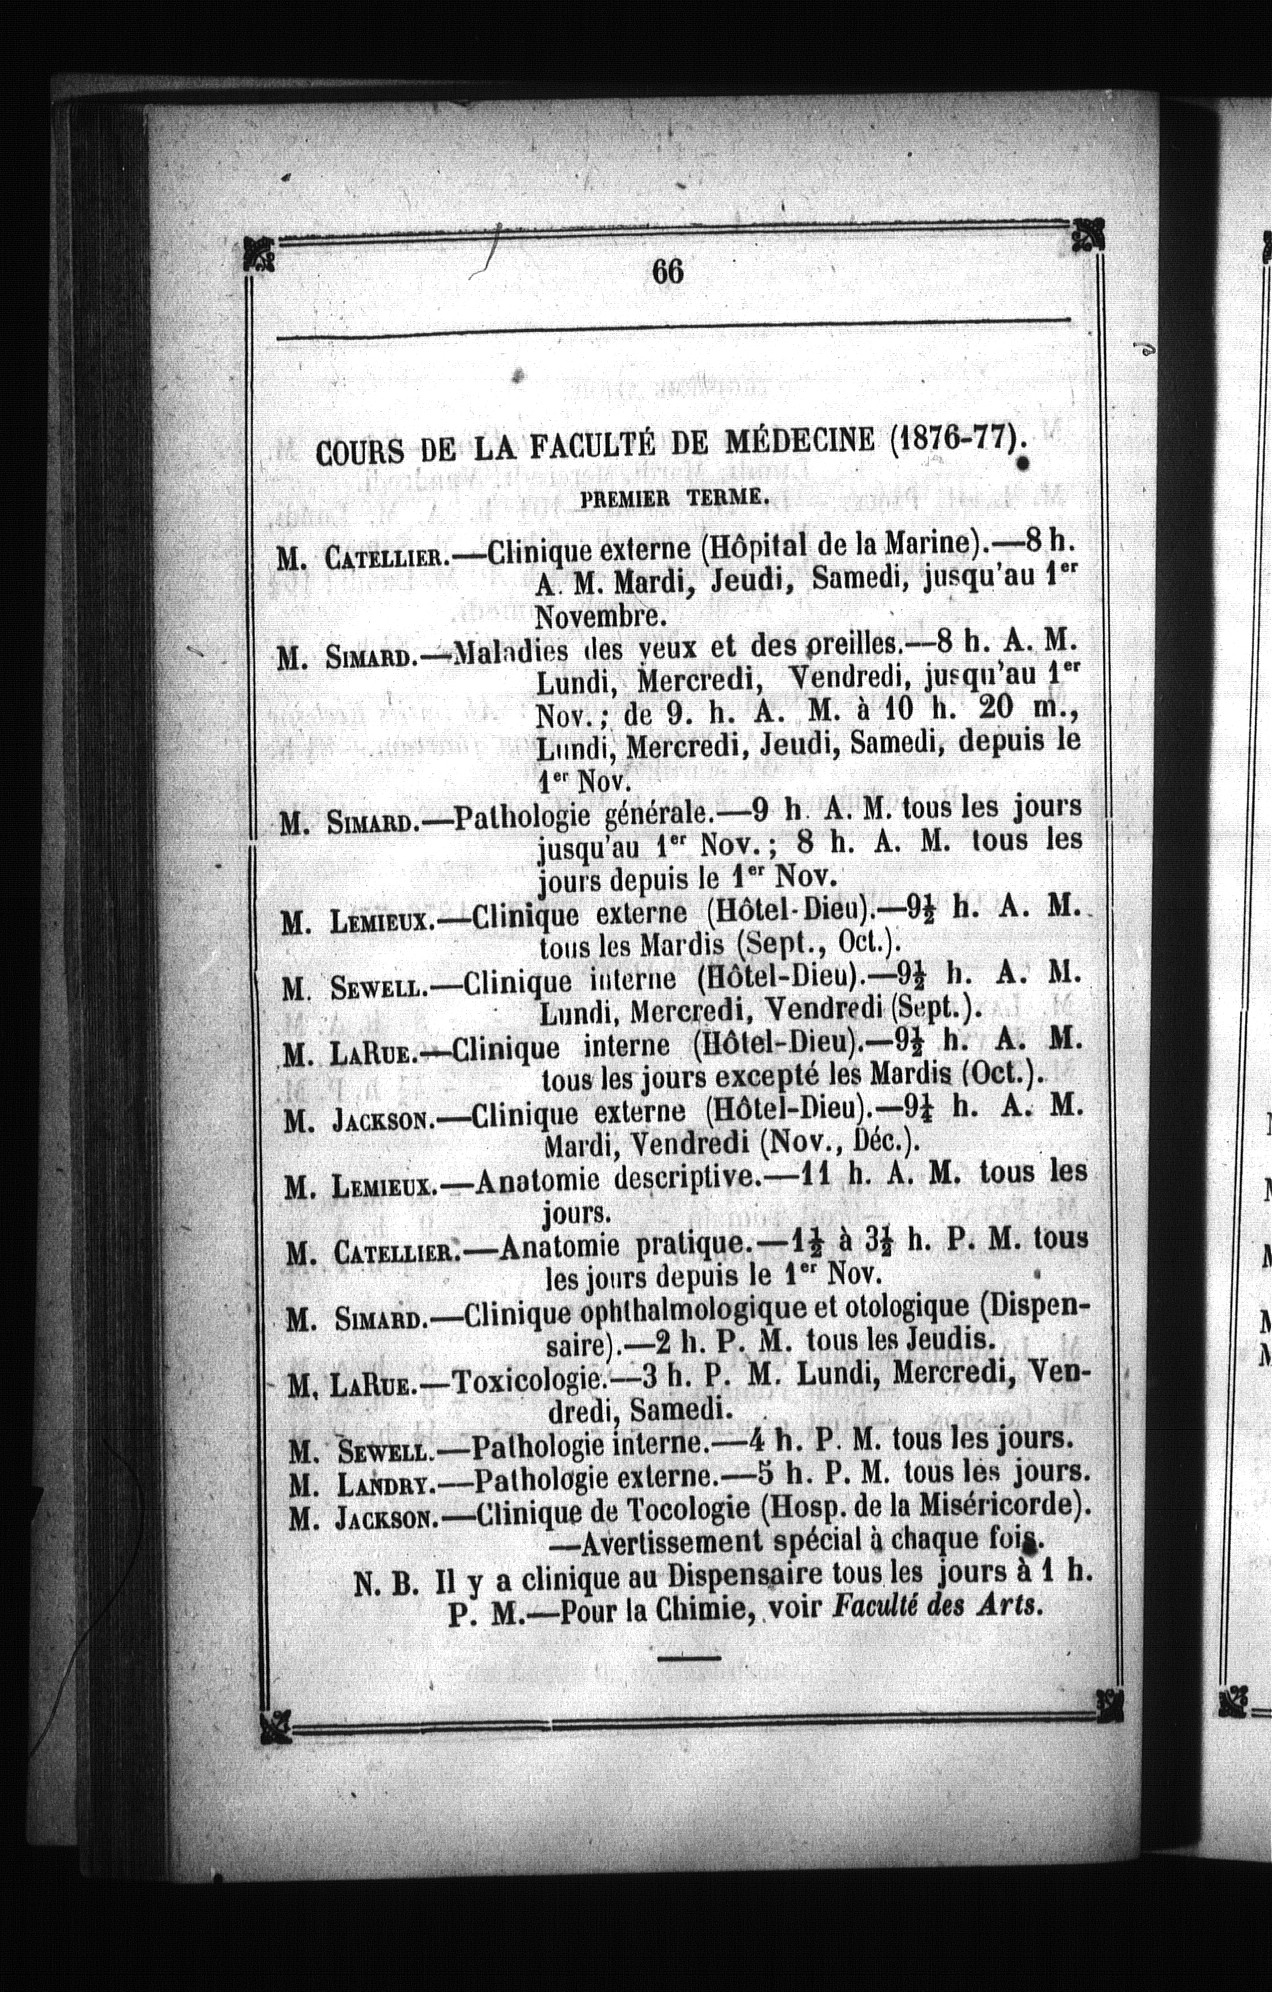 66
COURS DE LA FACULTÉ DE MÉDECINE (1876-77).
PREMIER TERME.
M. CATELLIER.—Clinique externe (Hôpital de la Marine).—8 h.
A. M. Mardi, Jeudi, Samedi, jusqu'au 1er
Novembre.
M. SIMARD.—Maladies des yeux et des oreilles.—8 h. A. M.
Lundi, Mercredi, Vendredi, jusqu'au 1er
Nov.; de 9. h. A. M. à 10 h. 20 m.,
Lundi, Mercredi, Jeudi, Samedi, depuis le
1er Nov.
M. SIMARD.—Pathologie générale.—9 h. A. M. tous les jours
jusqu'au 1er Nov.; 8 h. A. M. tous les
jours depuis le 1er Nov.
M. LEMIEUX.—Clinique externe (Hôtel-Dieu).—9½ h. A. M.
tous les Mardis (Sept., Oct.).
M. SEWELL.—Clinique interne (Hôtel-Dieu).—9½ h. A. M.
Lundi, Mercredi, Vendredi (Sept.).
M. LARUE.—Clinique interne (Hôtel-Dieu).—9½ h. A. M.
tous les jours excepté les Mardis (Oct.).
M. JACKSON.—Clinique externe (Hôtel-Dieu).—9¼ h. A. M.
Mardi, Vendredi (Nov., Déc.).
M. LEMIEUX.—Anatomie descriptive.—11 h. A. M. tous les
jours.
M. CATELLIER.—Anatomie pratique.—1½ à 3½ h. P. M. tous
les jours depuis le 1er Nov.
M. SIMARD.—Clinique ophthalmologique et otologique (Dispen-
saire).—2 h. P. M. tous les Jeudis.
M. LARUE.—Toxicologie.—3 h. P. M. Lundi, Mercredi, Ven-
dredi, Samedi.
M. SEWELL.—Pathologie interne.—4 h. P. M. tous les jours.
M. LANDRY.—Pathologie externe.—5 h. P. M. tous les jours.
M. JACKSON.—Clinique de Tocologie (Hosp. de la Miséricorde).
—Avertissement spécial à chaque fois.
N. B. Il y a clinique au Dispensaire tous les jours à 1 h.
P. M.—Pour la Chimie, voir Faculté des Arts.